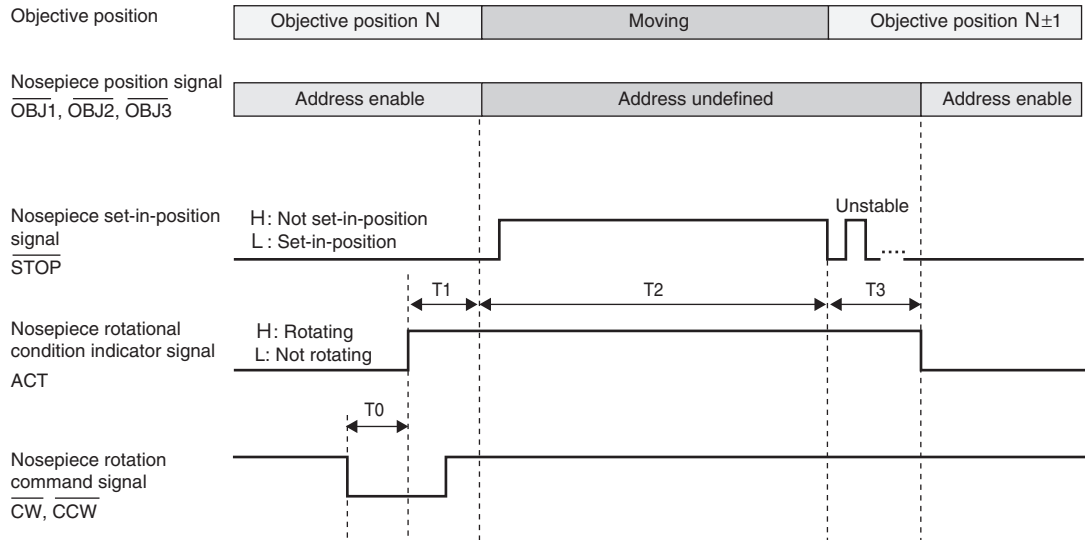 Objective position
Objective position N
Moving
Objective position N±1
Nosepiece position signal
OBJ1, OBJ2, OBJ3
Address enable
Address undefined
Address enable
Nosepiece set-in-position
signal
STOP
H: Not set-in-position
L: Set-in-position
Unstable
T1
T2
T3
Nosepiece rotational
condition indicator signal
ACT
H: Rotating
L: Not rotating
T0
Nosepiece rotation
command signal
CW, CCW